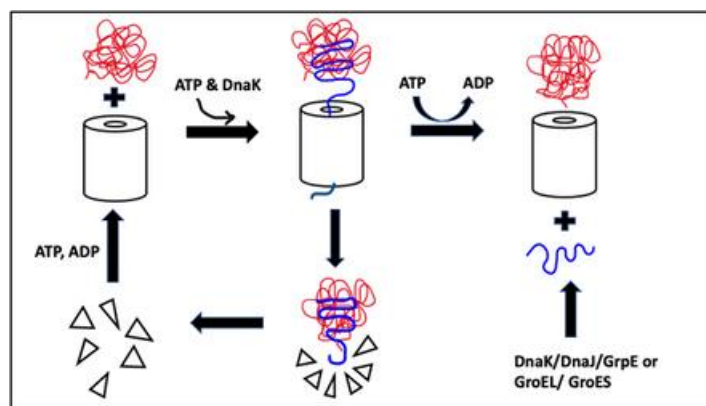 ATP & DnaK
ATP
ADP
ATP, ADP
DnaK/DnaJ/GrpE or
GroEL/ GroES